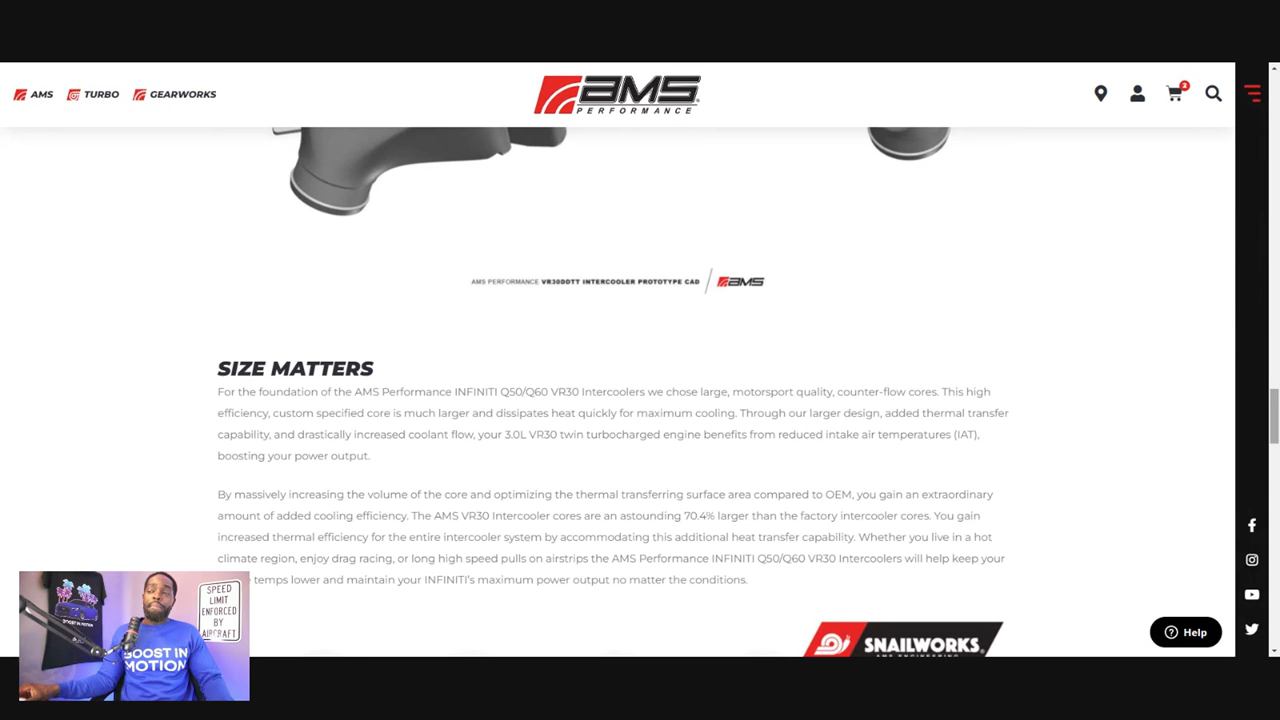 AMS TURBO GEARWORKS
AMS
PERFORMANCE
2
AMS PERFORMANCE VR30DDTT INTERCOOLER PROTOTYPE CAD AMS
SIZE MATTERS
For the foundation of the AMS Performance INFINITI Q50/Q60 VR30 Intercoolers we chose large, motorsport quality, counter-flow cores. This high
efficiency, custom specified core is much larger and dissipates heat quickly for maximum cooling. Through our larger design, added thermal transfer
capability, and drastically increased coolant flow, your 3.0L VR30 twin turbocharged engine benefits from reduced intake air temperatures (IAT),
boosting your power output.
By massively increasing the volume of the core and optimizing the thermal transferring surface area compared to OEM, you gain an extraordinary
amount of added cooling efficiency. The AMS VR30 Intercooler cores are an astounding 70.4% larger than the factory intercooler cores. You gain
increased thermal efficiency for the entire intercooler system by accommodating this additional heat transfer capability. Whether you live in a hot
climate region, enjoy drag racing, or long high speed pulls on airstrips the AMS Performance INFINITI Q50/Q60 VR30 Intercoolers will help keep your
temps lower and maintain your INFINITI's maximum power output no matter the conditions.
Help
SNAILWORKS
AMS ENGINEERING
BOOST IN MOTION
SPEED
LIMIT
ENFORCED
BY
AIRCRAFT
BOOST IN
MOTION